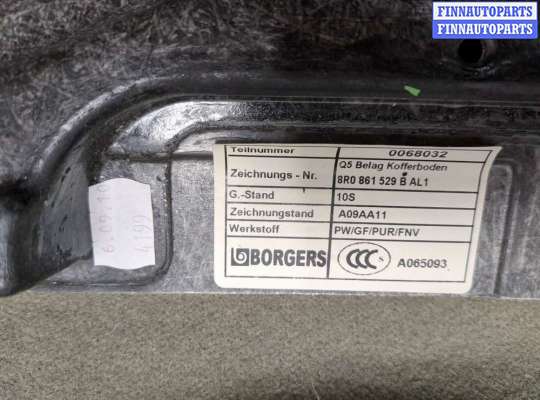 FINNAUTOPARTS
FINNAUTOPARTS
Teilnummer 0068032
Q5 Belag Kofferboden
Zeichnungs - Nr. 8R0 861 529 B AL1
G.-Stand 10S
Zeichnungstand A09AA11
Werkstoff PW/GF/PUR/FNV
BORGERS CCC S A065093
4199